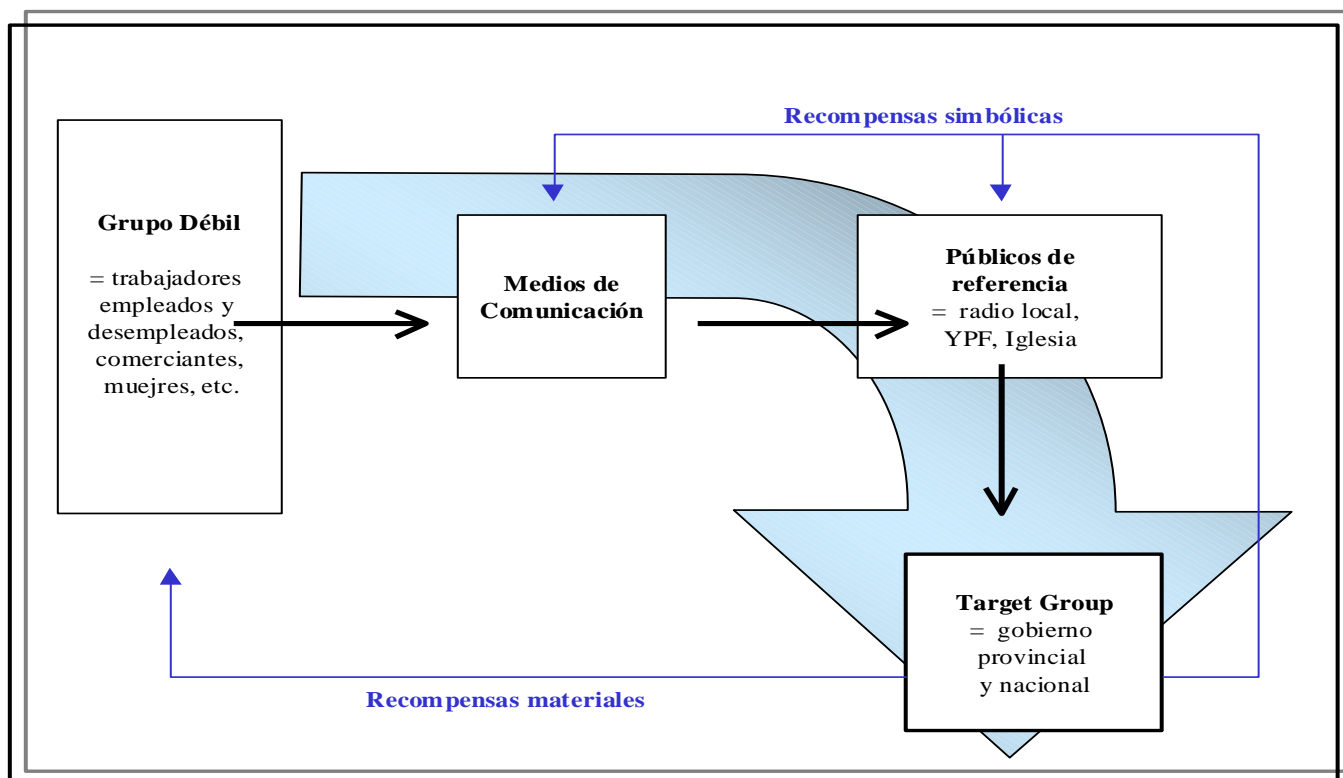 Recompensas simbólicas
Grupo Débil
= trabajadores
empleados y
desempleados,
comerciantes,
muejres, etc.
Medios de
Comunicación
Públicos de
referencia
= radio local,
YPF, Iglesia
Target Group
= gobierno
provincial
y nacional
Recompensas materiales